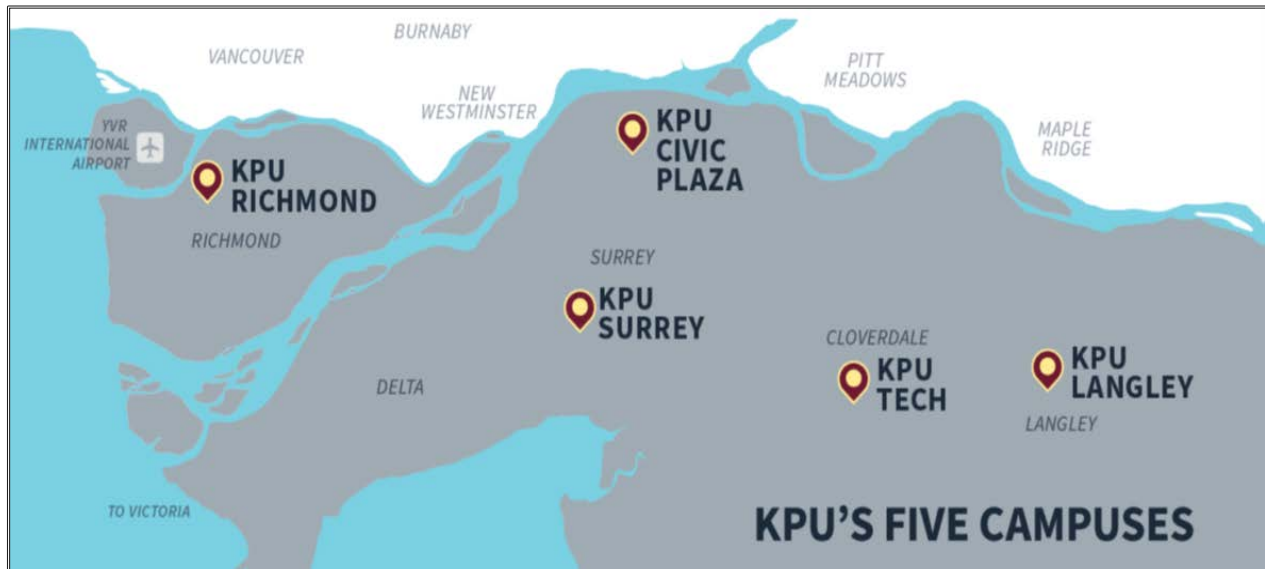 BURNABY
VANCOUVER
PITT
MEADOWS
NEW
WESTMINSTER
YVR
INTERNATIONAL
AIRPORT
KPU
CIVIC
PLAZA
MAPLE
RIDGE
KPU
RICHMOND
RICHMOND
SURREY
KPU
SURREY
CLOVERDALE
KPU
TECH
KPU
LANGLEY
DELTA
LANGLEY
TO VICTORIA
KPU'S FIVE CAMPUSES